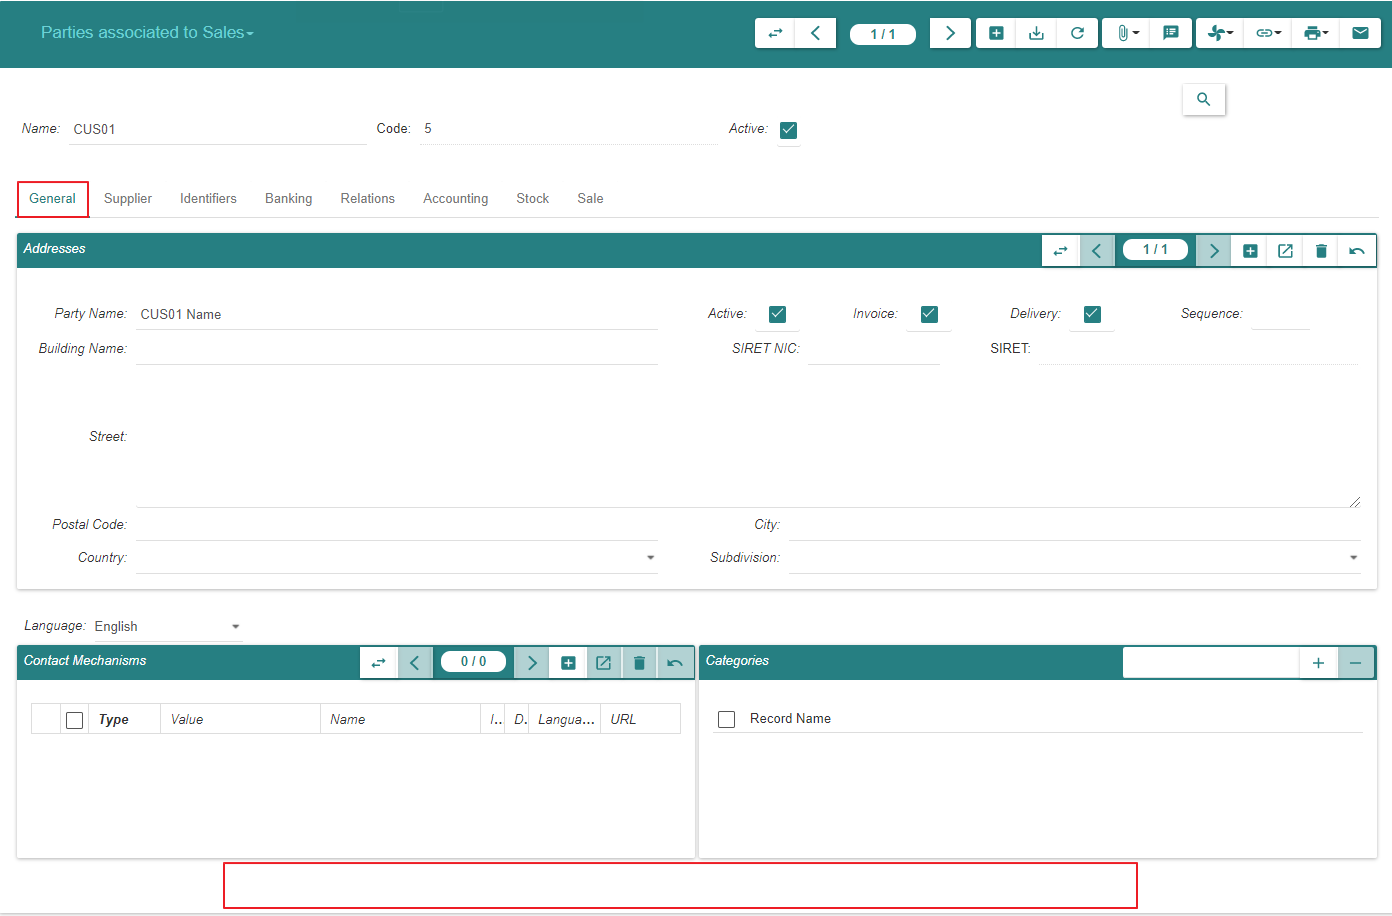 Parties associated to Sales
1 / 1
Name: CUS01 Code: 5 Active:
General Supplier Identifiers Banking Relations Accounting Stock Sale
Addresses 1 / 1
Party Name: CUS01 Name Active: Invoice: Delivery: Sequence:
Building Name: SIRET NIC: SIRET:
Street:
Postal Code: City:
Country: Subdivision:
Language: English
Contact Mechanisms 0 / 0 Categories
Type Value Name I.. D. Langua... URL Record Name